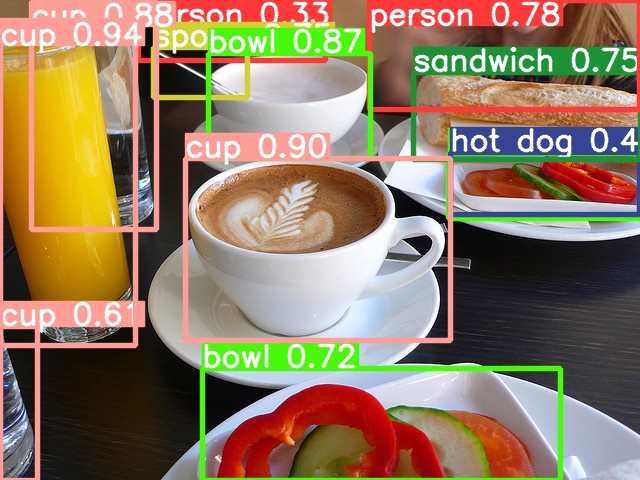 cup 0.88
rson 0.33
person 0.78
cup 0.94
spo
bowl 0.87
sandwich 0.75
hot dog 0.4
cup 0.90
cup 0.61
bowl 0.72